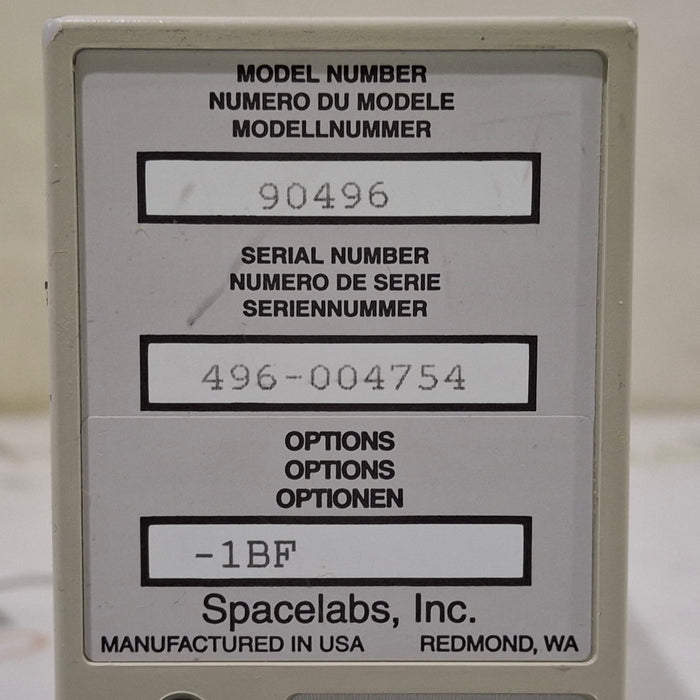 MODEL NUMBER
NUMERO DU MODELE
MODELLNUMMER
90496
SERIAL NUMBER
NUMERO DE SERIE
SERIENNUMMER
496-004754
OPTIONS
OPTIONS
OPTIONEN
-1BF
Spacelabs, Inc.
MANUFACTURED IN USA REDMOND, WA